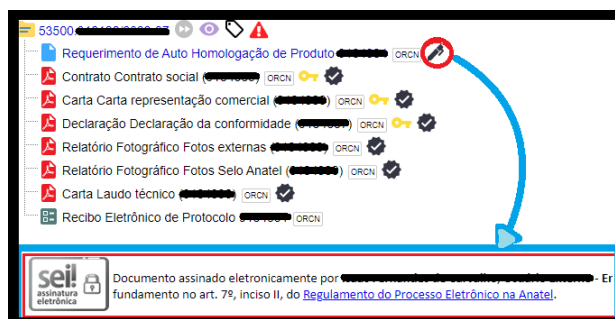 53500
Requerimento de Auto Homologação de Produto ORCN
Contrato Contrato social ( ) ORCN
Carta Carta representação comercial ( ) ORCN
Declaração Declaração da conformidade ( ) ORCN
Relatório Fotográfico Fotos externas ( ) ORCN
Relatório Fotográfico Fotos Selo Anatel ( ) ORCN
Carta Laudo técnico ( ) ORCN
Recibo Eletrônico de Protocolo ORCN
sei!
assinatura
eletrônica
Documento assinado eletronicamente por - Er
fundamento no art. 7º, inciso II, do Regulamento do Processo Eletrônico na Anatel.